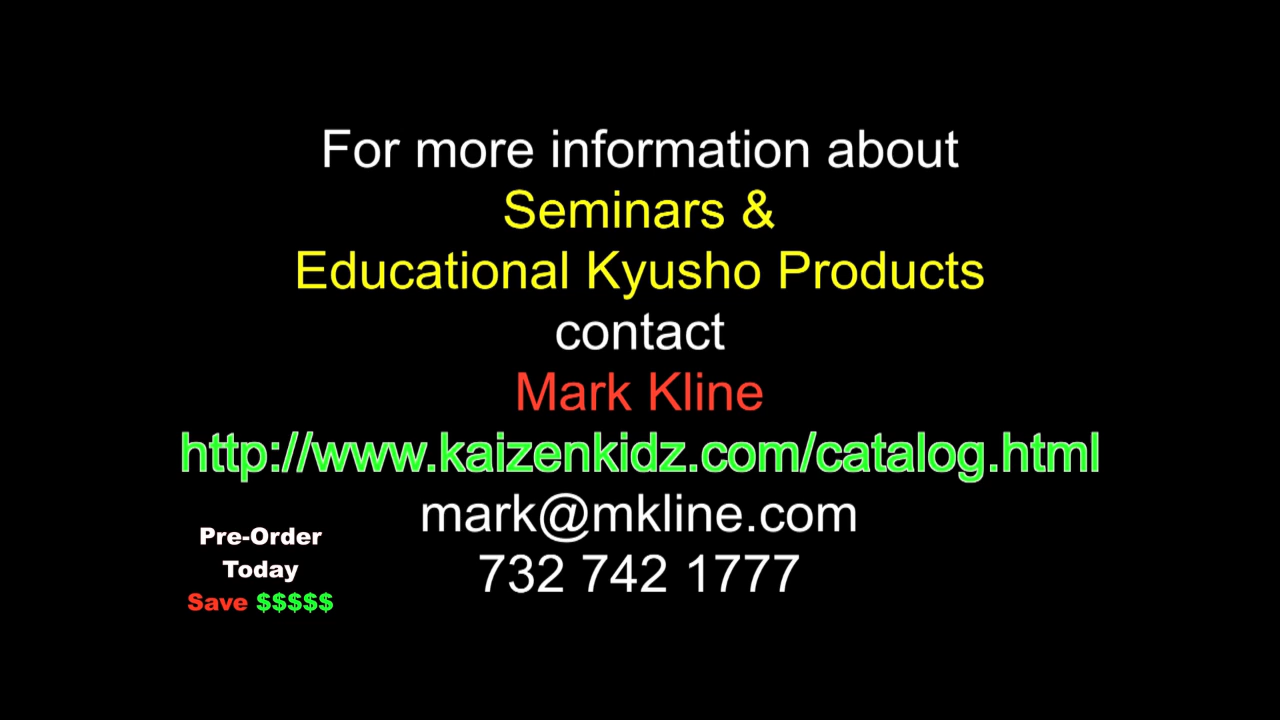 For more information about
Seminars &
Educational Kyusho Products
contact
Mark Kline
http://www.kaizenkidz.com/catalog.html
mark@mkline.com
732 742 1777
Pre-Order
Today
Save $$$$$